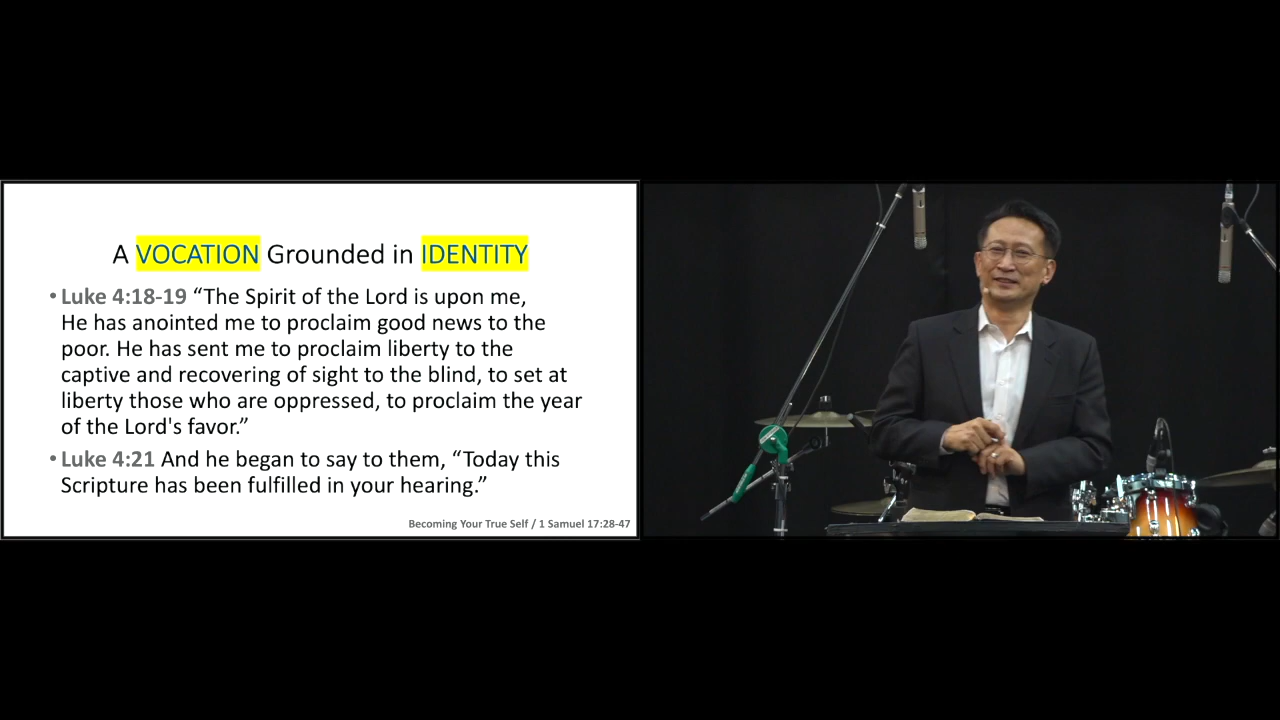 A VOCATION Grounded in IDENTITY
• Luke 4:18-19 “The Spirit of the Lord is upon me,
He has anointed me to proclaim good news to the
poor. He has sent me to proclaim liberty to the
captive and recovering of sight to the blind, to set at
liberty those who are oppressed, to proclaim the year
of the Lord's favor.”
• Luke 4:21 And he began to say to them, “Today this
Scripture has been fulfilled in your hearing.”
Becoming Your True Self / 1 Samuel 17:28-47